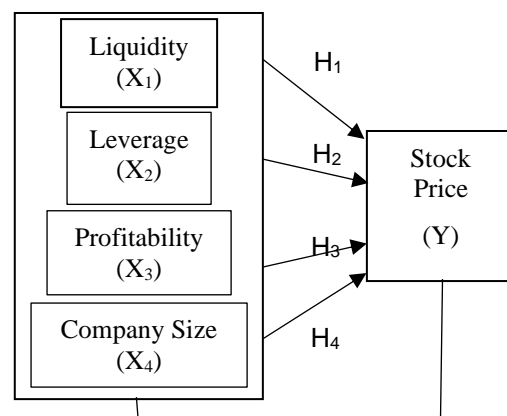 Liquidity
(X₁)
H₁
Leverage
(X₂)
H₂
Stock
Price
(Y)
Profitability
(X₃)
H₃
Company Size
(X₄)
H₄